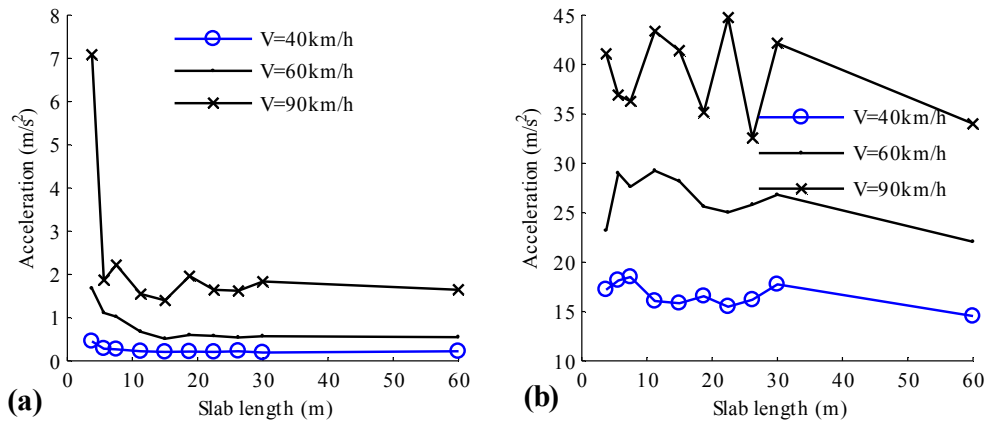 8
7
6
5
4
3
2
1
0
Acceleration (m/s²)
V=40km/h
V=60km/h
V=90km/h
0 10 20 30 40 50 60
Slab length (m)
(a)
45
40
35
30
25
20
15
10
Acceleration (m/s²)
V=40km/h
V=60km/h
V=90km/h
0 10 20 30 40 50 60
Slab length (m)
(b)